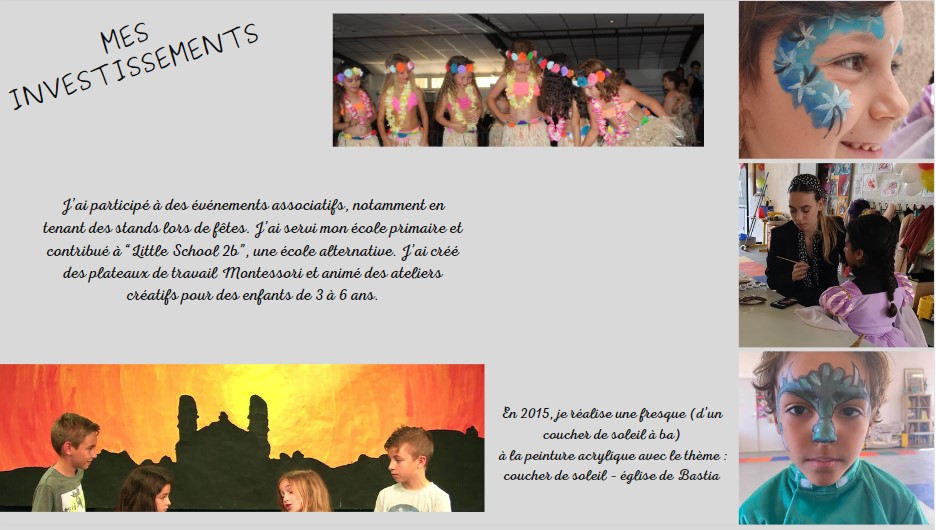 MES
INVESTISSEMENTS
J'ai participé à des événements associatifs, notamment en
tenant des stands lors de fêtes. J'ai servi mon école primaire et
contribué à "Little School 2b", une école alternative. J'ai créé
des plateaux de travail Montessori et animé des ateliers
créatifs pour des enfants de 3 à 6 ans.
En 2015, je réalise une fresque (d'un
coucher de soleil à ba)
à la peinture acrylique avec le thème :
coucher de soleil - église de Bastia